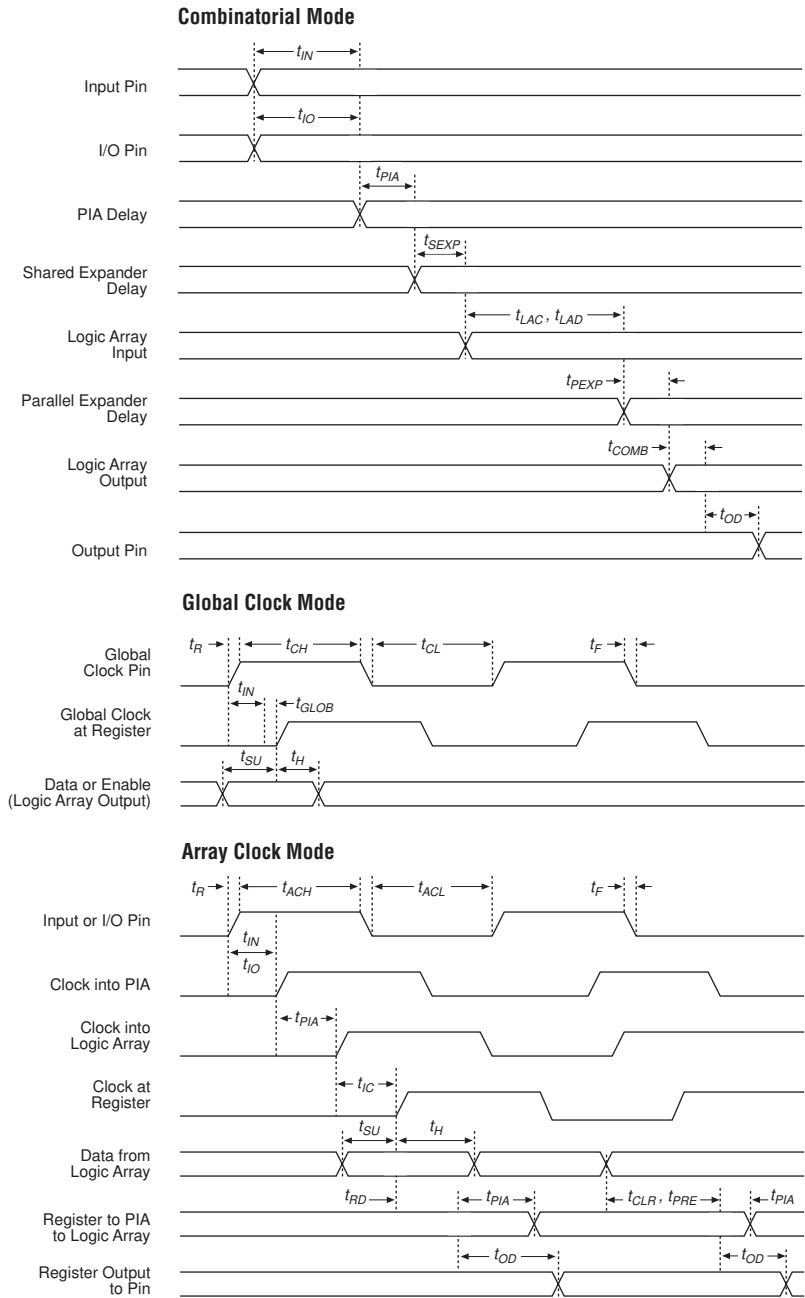 Combinatorial Mode
t_IN
Input Pin
t_IO
I/O Pin
t_PIA
PIA Delay
t_SEXP
Shared Expander
Delay
t_LAC , t_LAD
Logic Array
Input
t_PEXP
Parallel Expander
Delay
t_COMB
Logic Array
Output
t_OD
Output Pin
Global Clock Mode
t_R t_CH t_CL t_F
Global
Clock Pin
t_IN t_GLOB
Global Clock
at Register
t_SU t_H
Data or Enable
(Logic Array Output)
Array Clock Mode
t_R t_ACH t_ACL t_F
Input or I/O Pin
t_IN
t_IO
Clock into PIA
t_PIA
Clock into
Logic Array
t_IC
Clock at
Register
t_SU t_H
Data from
Logic Array
t_RD t_PIA t_CLR , t_PRE t_PIA
Register to PIA
to Logic Array
t_OD t_OD
Register Output
to Pin